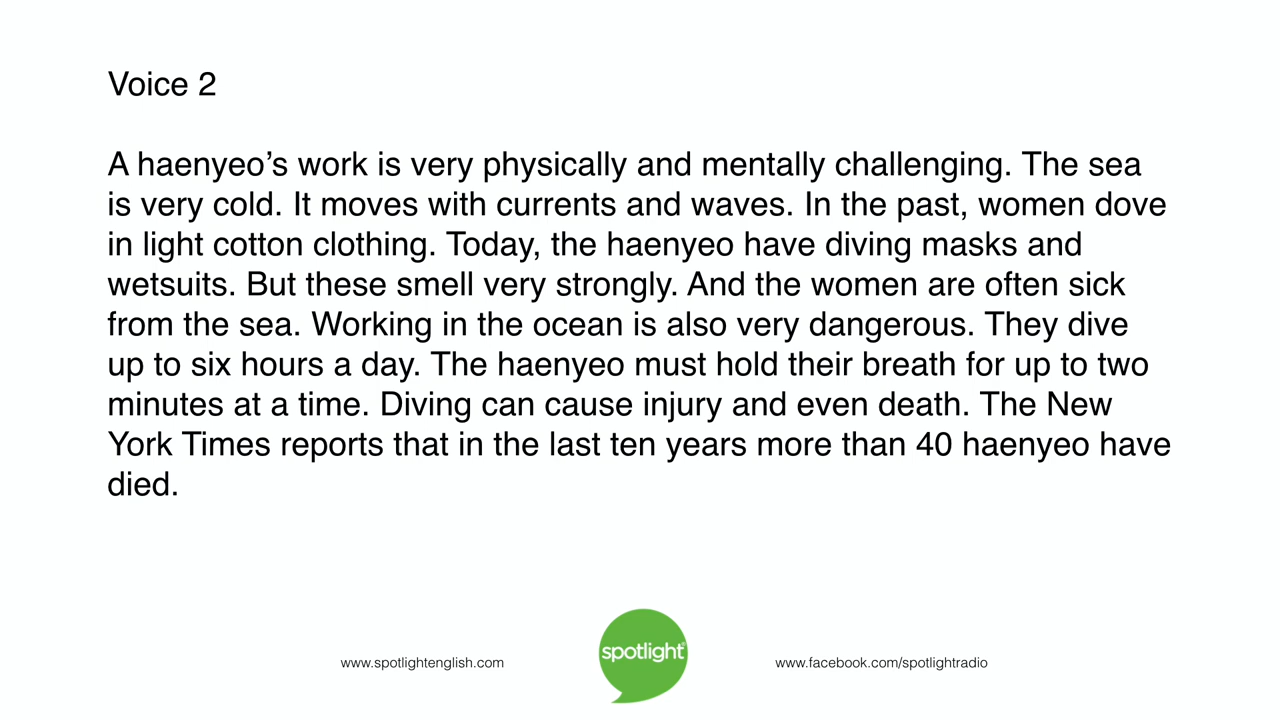 Voice 2
A haenyeo’s work is very physically and mentally challenging. The sea
is very cold. It moves with currents and waves. In the past, women dove
in light cotton clothing. Today, the haenyeo have diving masks and
wetsuits. But these smell very strongly. And the women are often sick
from the sea. Working in the ocean is also very dangerous. They dive
up to six hours a day. The haenyeo must hold their breath for up to two
minutes at a time. Diving can cause injury and even death. The New
York Times reports that in the last ten years more than 40 haenyeo have
died.
www.spotlightenglish.com
spotlight®
www.facebook.com/spotlightradio